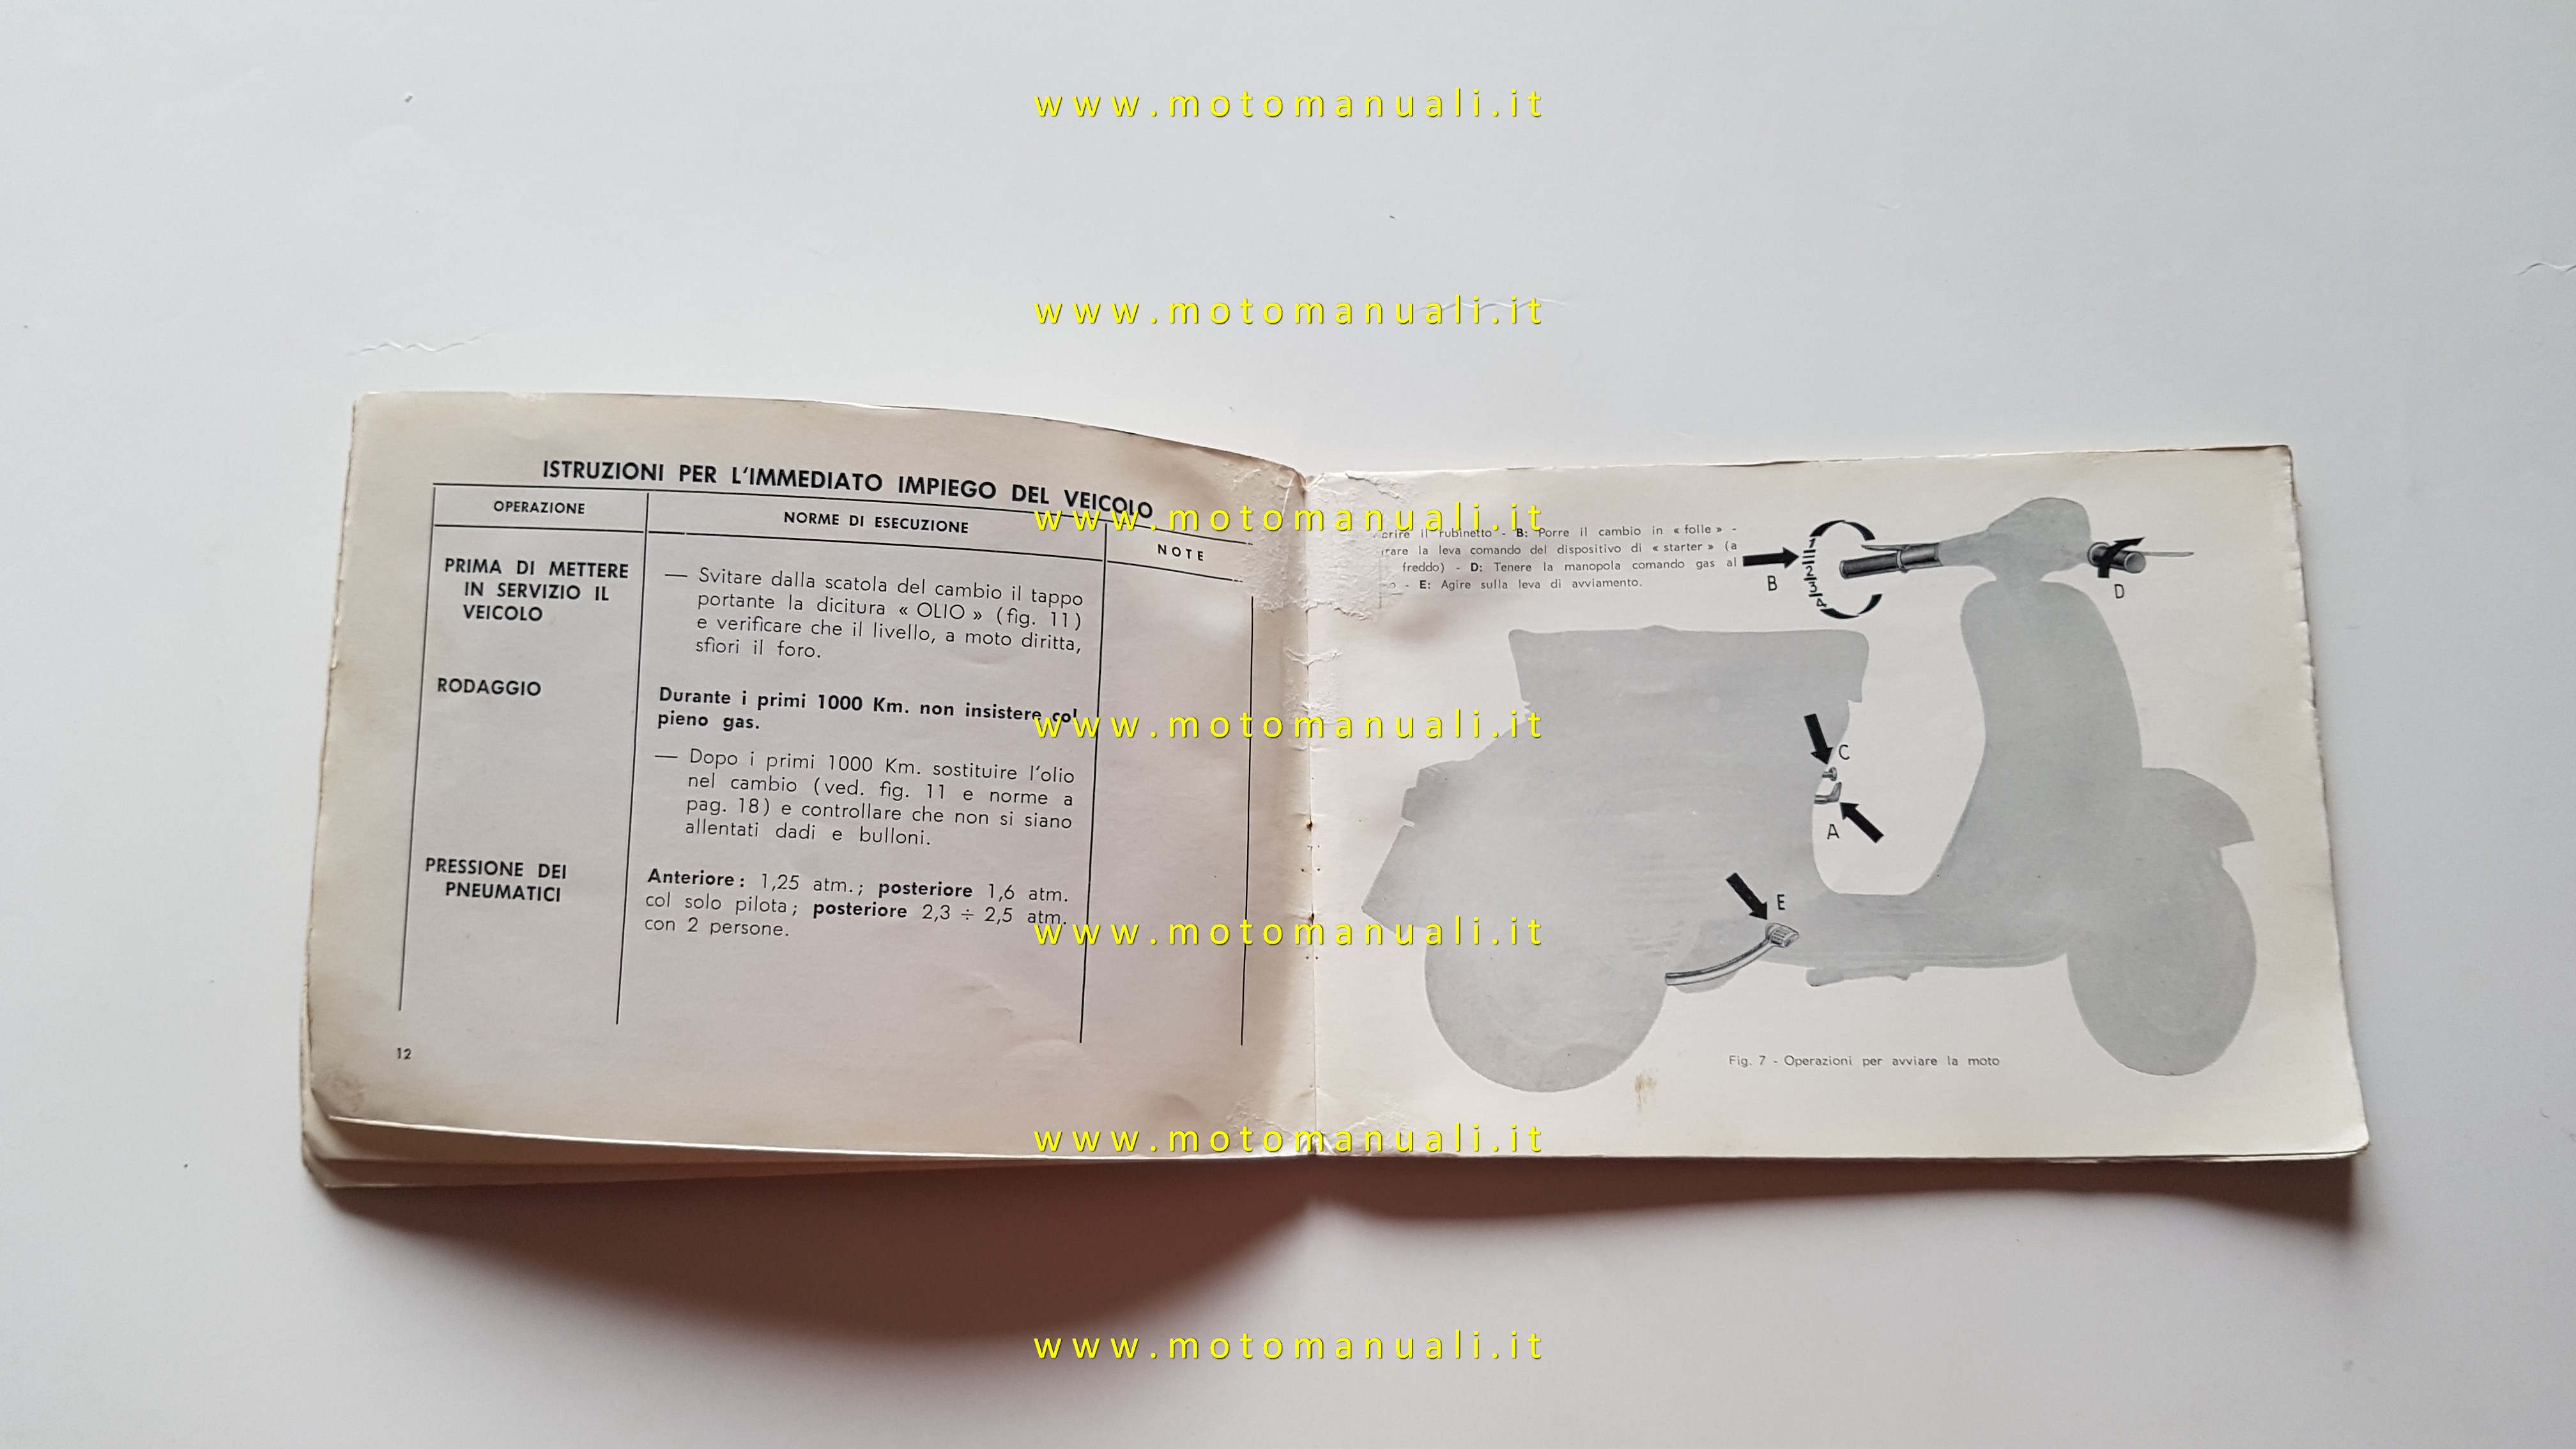 www.motomanuali.it
www.motomanuali.it
ISTRUZIONI PER L'IMMEDIATO IMPIEGO DEL VEICOLO
OPERAZIONE
NORME DI ESECUZIONE
NOTE
PRIMA DI METTERE
IN SERVIZIO IL
VEICOLO
— Svitare dalla scatola del cambio il tappo
portante la dicitura « OLIO » (fig. 11)
e verificare che il livello, a moto diritta,
sfiori il foro.
RODAGGIO
Durante i primi 1000 Km. non insistere col
pieno gas.
— Dopo i primi 1000 Km. sostituire l'olio
nel cambio (ved. fig. 11 e norme a
pag. 18) e controllare che non si siano
allentati dadi e bulloni.
PRESSIONE DEI
PNEUMATICI
Anteriore: 1,25 atm.; posteriore 1,6 atm.
col solo pilota; posteriore 2,3 ÷ 2,5 atm.
con 2 persone.
12
www.motomanuali.it
il rubinetto - B: Porre il cambio in « folle » -
la leva comando del dispositivo di « starter » (a
freddo) - D: Tenere la manopola comando gas al
- E: Agire sulla leva di avviamento.
B
1
2
3
4
D
C
A
E
Fig. 7 - Operazioni per avviare la moto
www.motomanuali.it
www.motomanuali.it
www.motomanuali.it
www.motomanuali.it